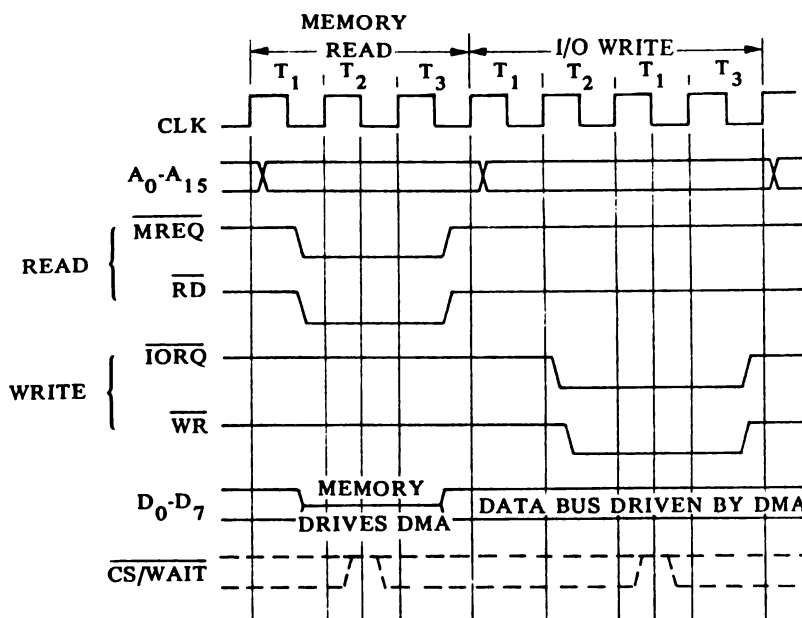 MEMORY
READ I/O WRITE
T1 T2 T3 T1 T2 T1 T3
CLK
A0-A15
MREQ
READ
RD
IORQ
WRITE
WR
MEMORY
D0-D7 DATA BUS DRIVEN BY DMA
DRIVES DMA
CS/WAIT